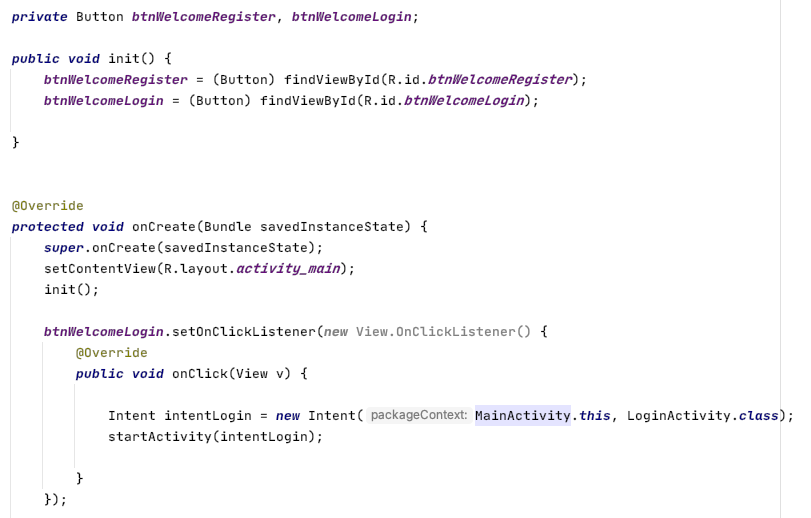 private Button btnWelcomeRegister, btnWelcomeLogin;
public void init() {
btnWelcomeRegister = (Button) findViewById(R.id.btnWelcomeRegister);
btnWelcomeLogin = (Button) findViewById(R.id.btnWelcomeLogin);
}
@Override
protected void onCreate(Bundle savedInstanceState) {
super.onCreate(savedInstanceState);
setContentView(R.layout.activity_main);
init();
btnWelcomeLogin.setOnClickListener(new View.OnClickListener() {
@Override
public void onClick(View v) {
Intent intentLogin = new Intent( packageContext: MainActivity.this, LoginActivity.class);
startActivity(intentLogin);
}
});